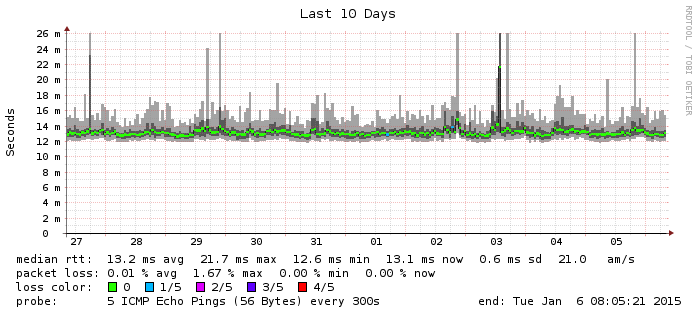 Last 10 Days
RRDTOOL / TOBI OETIKER
Seconds
26 m
24 m
22 m
20 m
18 m
16 m
14 m
12 m
10 m
8 m
6 m
4 m
2 m
0
27 28 29 30 31 01 02 03 04 05
median rtt: 13.2 ms avg 21.7 ms max 12.6 ms min 13.1 ms now 0.6 ms sd 21.0 am/s
packet loss: 0.01 % avg 1.67 % max 0.00 % min 0.00 % now
loss color: 0 1/5 2/5 3/5 4/5
probe: 5 ICMP Echo Pings (56 Bytes) every 300s end: Tue Jan 6 08:05:21 2015